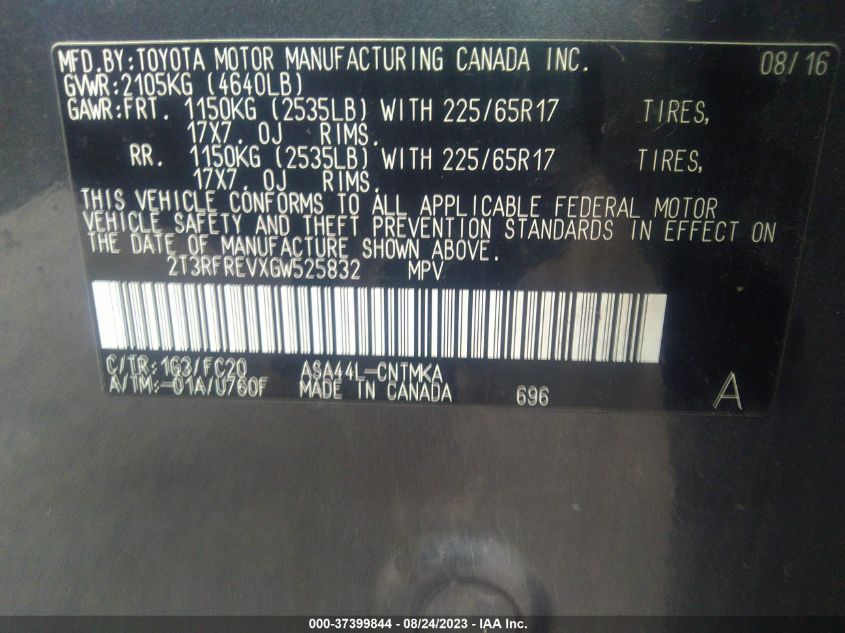 MFD.BY:TOYOTA MOTOR MANUFACTURING CANADA INC. 08/16
GVWR:2105KG (4640LB)
GAWR:FRT. 1150KG (2535LB) WITH 225/65R17 TIRES,
17X7.0J RIMS.
RR. 1150KG (2535LB) WITH 225/65R17 TIRES,
17X7.0J RIMS.
THIS VEHICLE CONFORMS TO ALL APPLICABLE FEDERAL MOTOR
VEHICLE SAFETY AND THEFT PREVENTION STANDARDS IN EFFECT ON
THE DATE OF MANUFACTURE SHOWN ABOVE.
2T3RFREVXGW525832 MPV
C/TR:1G3/FC20 ASA44L-CNTMKA
A/TM:-01A/U760F MADE IN CANADA 696 A
000-37399844 - 08/24/2023 - IAA Inc.